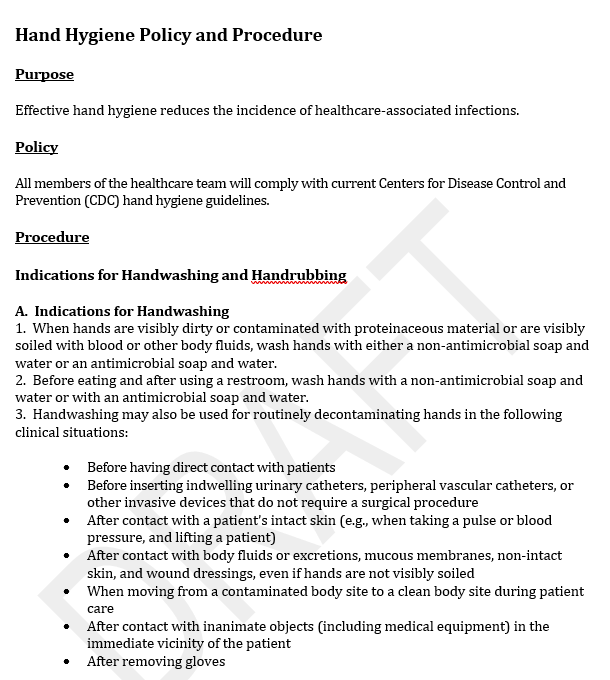 Hand Hygiene Policy and Procedure
Purpose
Effective hand hygiene reduces the incidence of healthcare-associated infections.
Policy
All members of the healthcare team will comply with current Centers for Disease Control and
Prevention (CDC) hand hygiene guidelines.
Procedure
Indications for Handwashing and Handrubbing
A. Indications for Handwashing
1. When hands are visibly dirty or contaminated with proteinaceous material or are visibly
soiled with blood or other body fluids, wash hands with either a non-antimicrobial soap and
water or an antimicrobial soap and water.
2. Before eating and after using a restroom, wash hands with a non-antimicrobial soap and
water or with an antimicrobial soap and water.
3. Handwashing may also be used for routinely decontaminating hands in the following
clinical situations:
• Before having direct contact with patients
• Before inserting indwelling urinary catheters, peripheral vascular catheters, or
other invasive devices that do not require a surgical procedure
• After contact with a patient's intact skin (e.g., when taking a pulse or blood
pressure, and lifting a patient)
• After contact with body fluids or excretions, mucous membranes, non-intact
skin, and wound dressings, even if hands are not visibly soiled
• When moving from a contaminated body site to a clean body site during patient
care
• After contact with inanimate objects (including medical equipment) in the
immediate vicinity of the patient
• After removing gloves
DRAFT